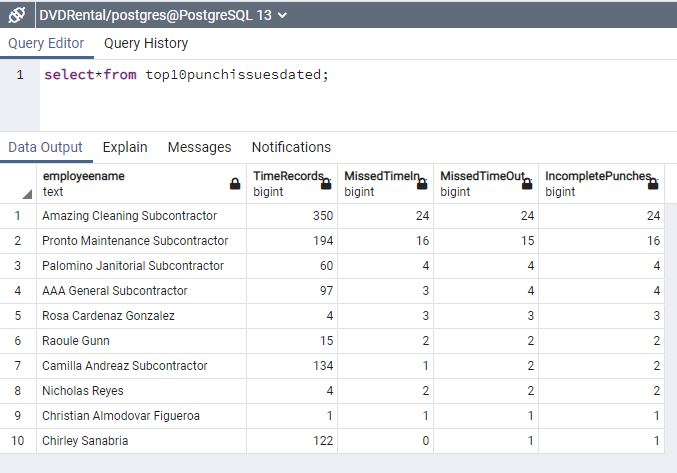 DVDRental/postgres@PostgreSQL 13
Query Editor Query History
1 select*from top10punchissuesdated;
Data Output Explain Messages Notifications
employeename TimeRecords MissedTimeIn MissedTimeOut IncompletePunches
text bigint bigint bigint bigint
1 Amazing Cleaning Subcontractor 350 24 24 24
2 Pronto Maintenance Subcontractor 194 16 15 16
3 Palomino Janitorial Subcontractor 60 4 4 4
4 AAA General Subcontractor 97 3 4 4
5 Rosa Cardenaz Gonzalez 4 3 3 3
6 Raoule Gunn 15 2 2 2
7 Camilla Andreaz Subcontractor 134 1 2 2
8 Nicholas Reyes 4 2 2 2
9 Christian Almodovar Figueroa 1 1 1 1
10 Chirley Sanabria 122 0 1 1